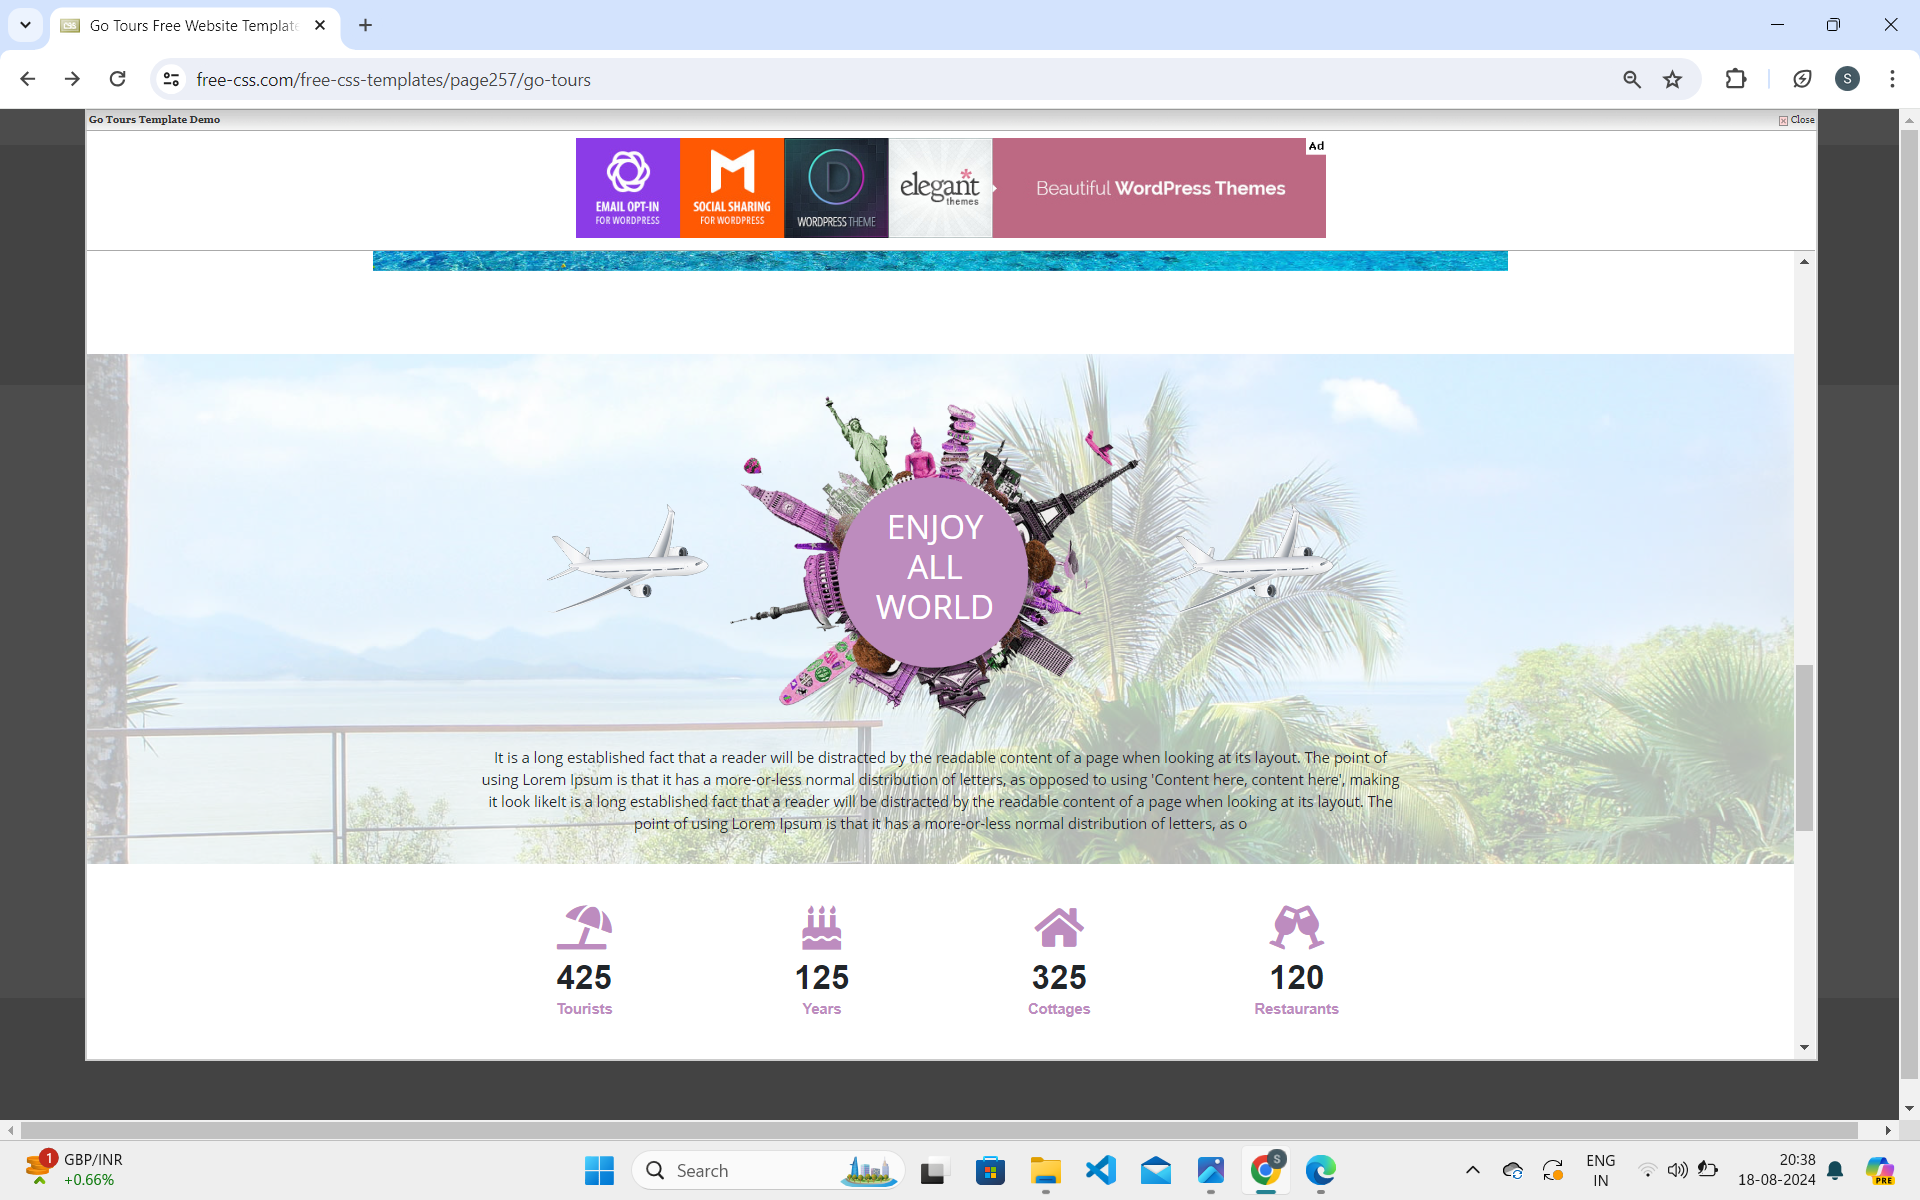 Go Tours Free Website Template
free-css.com/free-css-templates/page257/go-tours
S
Go Tours Template Demo
Close
Ad
EMAIL OPT-IN
FOR WORDPRESS
SOCIAL SHARING
FOR WORDPRESS
D
WORDPRESS THEME
elegant
themes
Beautiful WordPress Themes
ENJOY
ALL
WORLD
It is a long established fact that a reader will be distracted by the readable content of a page when looking at its layout. The point of
using Lorem Ipsum is that it has a more-or-less normal distribution of letters, as opposed to using 'Content here, content here', making
it look likeIt is a long established fact that a reader will be distracted by the readable content of a page when looking at its layout. The
point of using Lorem Ipsum is that it has a more-or-less normal distribution of letters, as o
425
Tourists
125
Years
325
Cottages
120
Restaurants
1
GBP/INR
+0.66%
Search
S
ENG
IN
20:38
18-08-2024
PRE